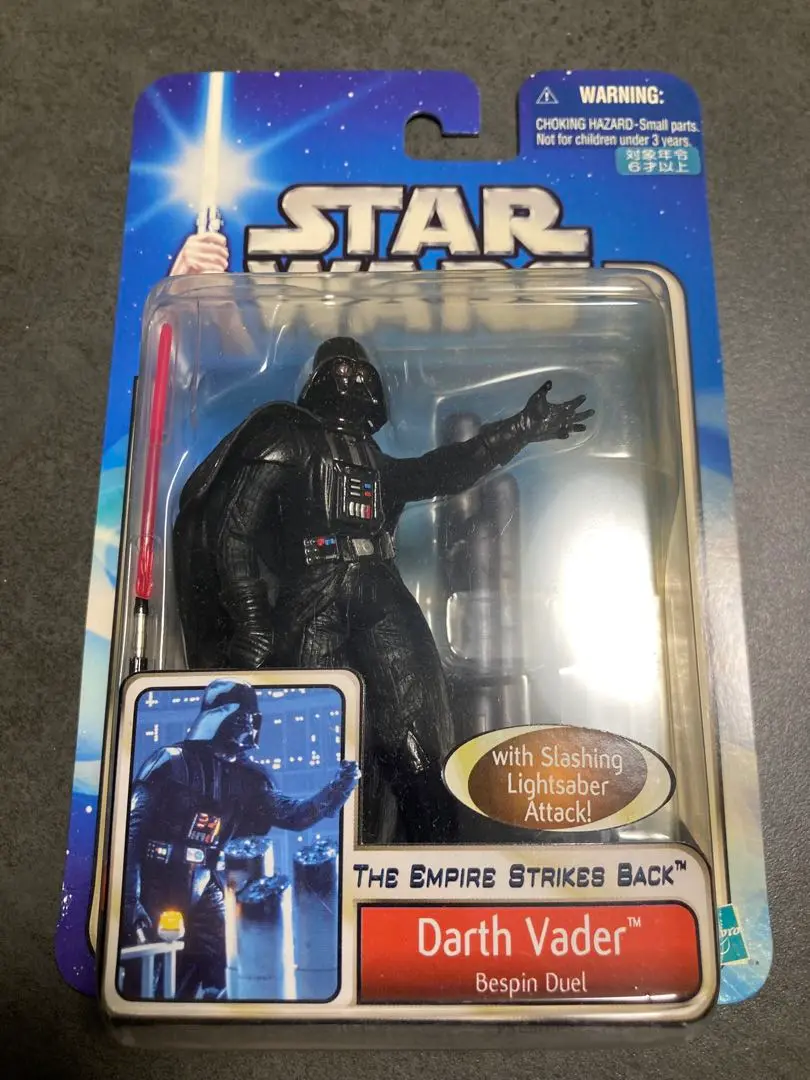 WARNING:
CHOKING HAZARD-Small parts.
Not for children under 3 years.
対象年令
6才以上
STAR
WARS
with Slashing
Lightsaber
Attack!
THE EMPIRE STRIKES BACK™
Darth Vader™
Bespin Duel